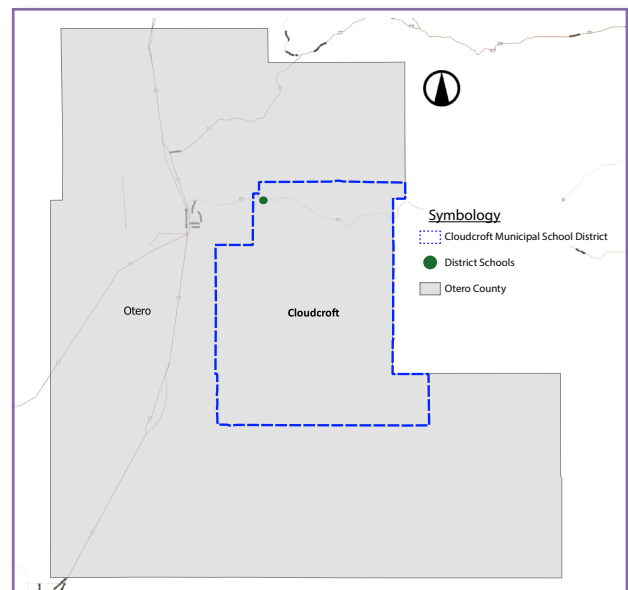 Symbology
Cloudcroft Municipal School District
District Schools
Otero County
Otero
Cloudcroft